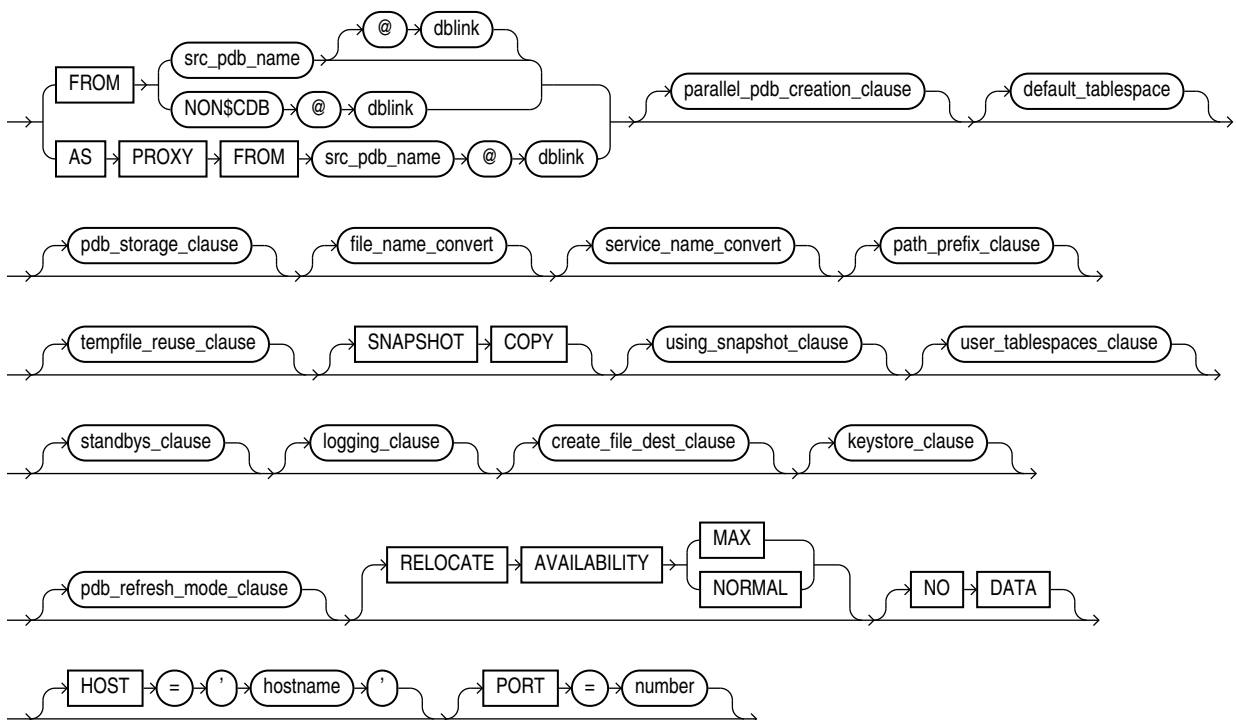 @ dblink
src_pdb_name
FROM
NON$CDB @ dblink
AS PROXY FROM src_pdb_name @ dblink
parallel_pdb_creation_clause default_tablespace
pdb_storage_clause file_name_convert service_name_convert path_prefix_clause
tempfile_reuse_clause SNAPSHOT COPY using_snapshot_clause user_tablespaces_clause
standbys_clause logging_clause create_file_dest_clause keystore_clause
MAX
pdb_refresh_mode_clause RELOCATE AVAILABILITY
NORMAL
NO DATA
HOST = ' hostname ' PORT = number